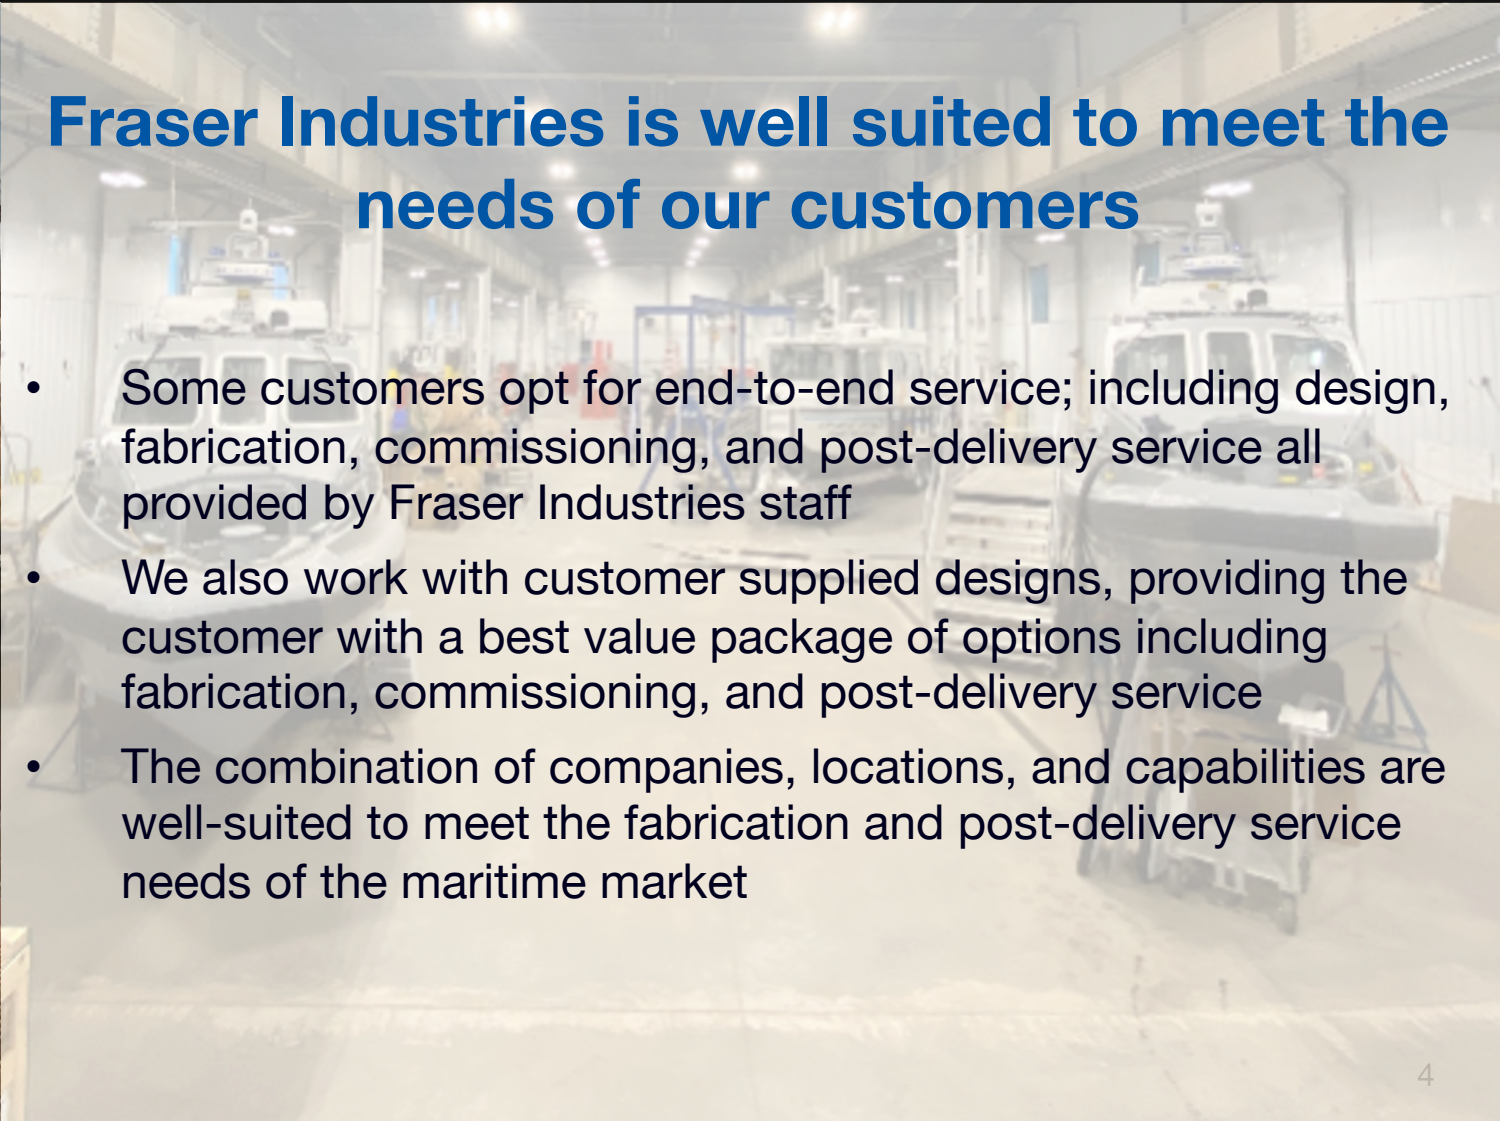 Fraser Industries is well suited to meet the
needs of our customers
• Some customers opt for end-to-end service; including design,
fabrication, commissioning, and post-delivery service all
provided by Fraser Industries staff
• We also work with customer supplied designs, providing the
customer with a best value package of options including
fabrication, commissioning, and post-delivery service
• The combination of companies, locations, and capabilities are
well-suited to meet the fabrication and post-delivery service
needs of the maritime market
4